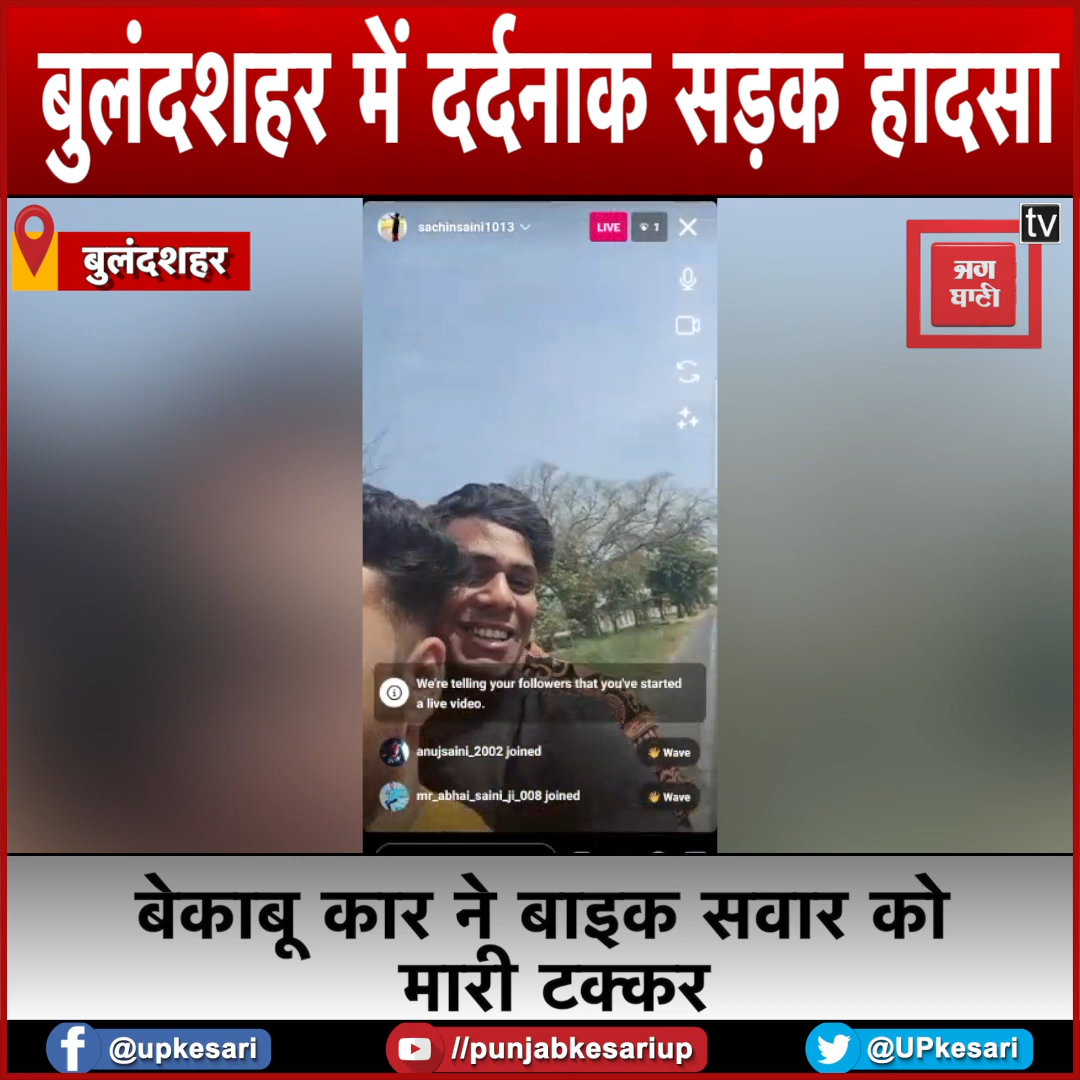 बुलंदशहर में दर्दनाक सड़क हादसा
बुलंदशहर
tv
ਜਗ
ਬਾਣੀ
sachinsaini1013
LIVE
1
We're telling your followers that you've started
a live video.
anujsaini_2002 joined
Wave
mr_abhai_saini_ji_008 joined
Wave
बेकाबू कार ने बाइक सवार को
मारी टक्कर
@upkesari
//punjabkesariup
@UPkesari